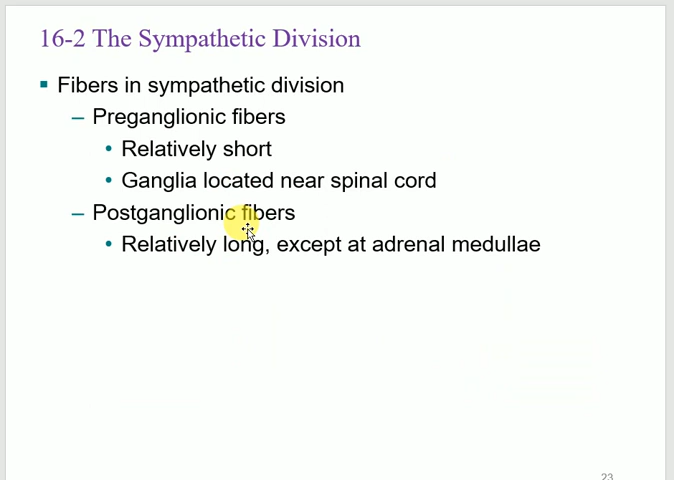 16-2 The Sympathetic Division
▪ Fibers in sympathetic division
– Preganglionic fibers
• Relatively short
• Ganglia located near spinal cord
– Postganglionic fibers
• Relatively long, except at adrenal medullae
23